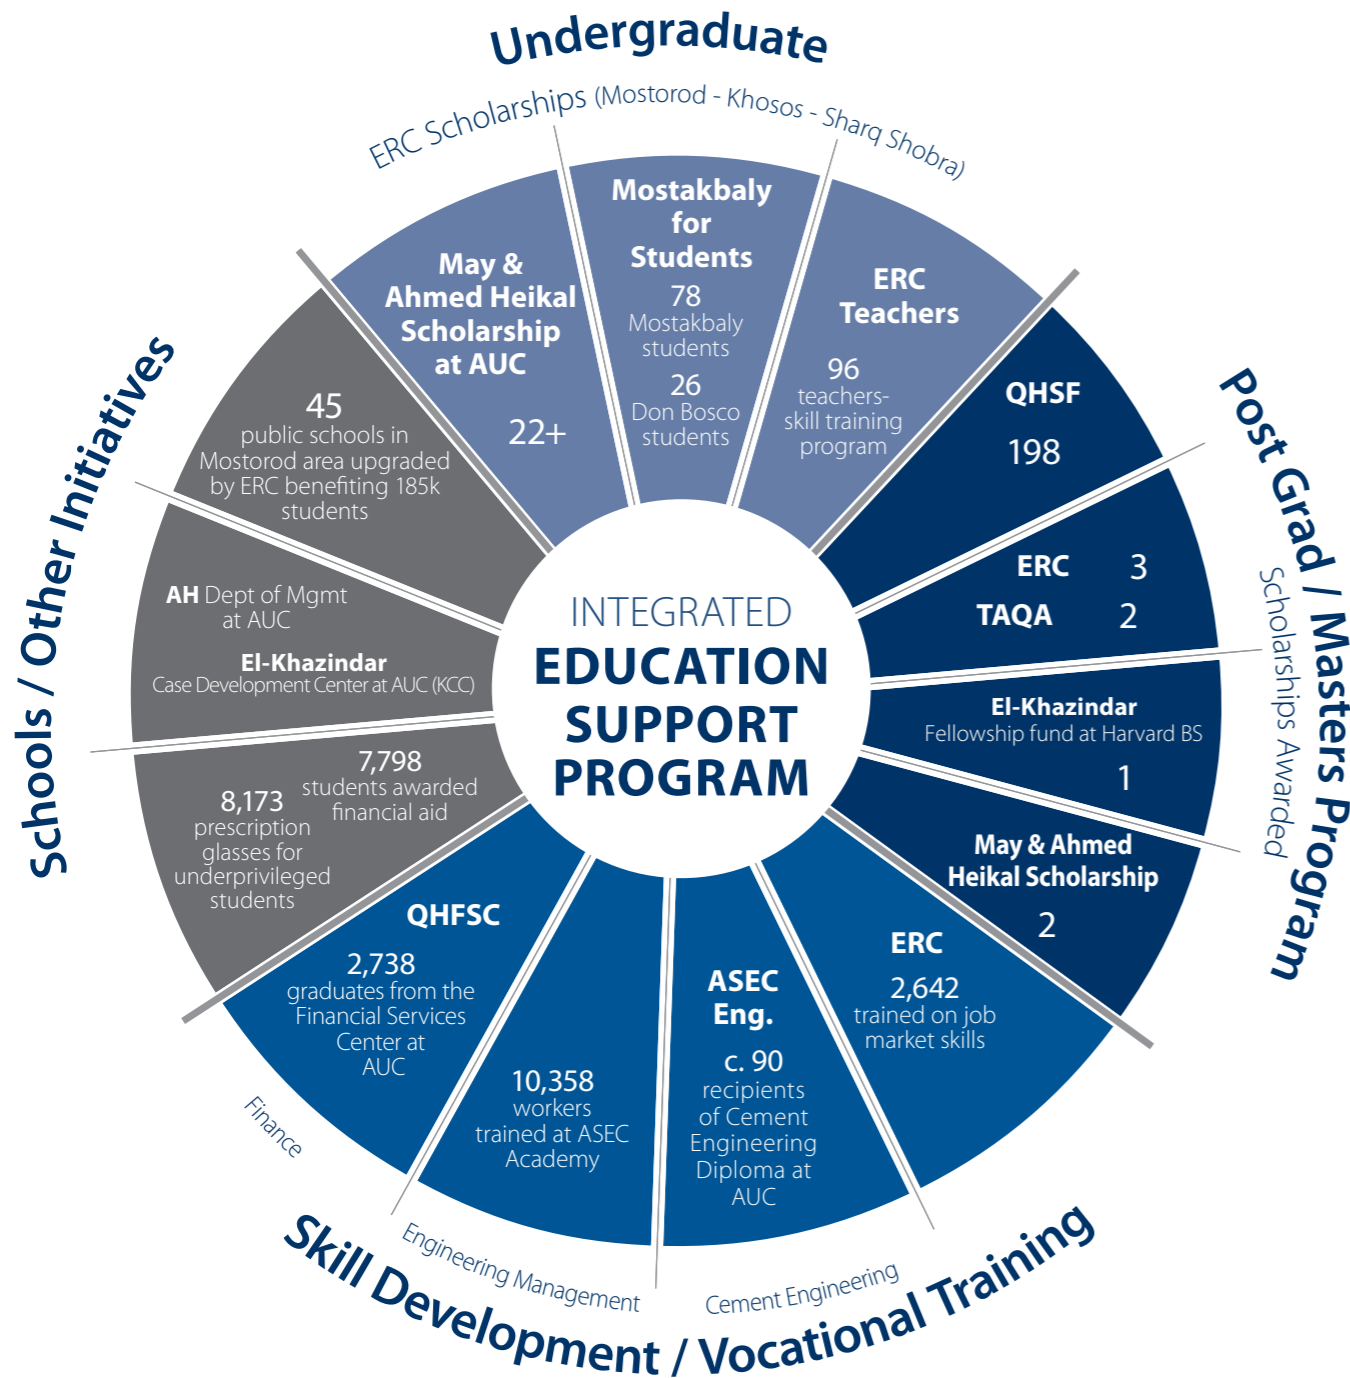 Undergraduate
ERC Scholarships (Mostorod - Khosos - Sharq Shobra)
May &
Ahmed Heikal
Scholarship
at AUC
22+
Mostakbaly
for
Students
78
Mostakbaly
students
26
Don Bosco
students
ERC
Teachers
96
teachers-
skill training
program
Post Grad / Masters Program
Scholarships Awarded
QHSF
198
ERC 3
TAQA 2
El-Khazindar
Fellowship fund at Harvard BS
1
May & Ahmed
Heikal Scholarship
2
Skill Development / Vocational Training
ERC
2,642
trained on job
market skills
Cement Engineering
ASEC
Eng.
c. 90
recipients
of Cement
Engineering
Diploma at
AUC
Engineering Management
10,358
workers
trained at ASEC
Academy
Finance
QHFSC
2,738
graduates from the
Financial Services
Center at
AUC
Schools / Other Initiatives
7,798
students awarded
financial aid
8,173
prescription
glasses for
underprivileged
students
AH Dept of Mgmt
at AUC
El-Khazindar
Case Development Center at AUC (KCC)
45
public schools in
Mostorod area upgraded
by ERC benefiting 185k
students
INTEGRATED
EDUCATION
SUPPORT
PROGRAM